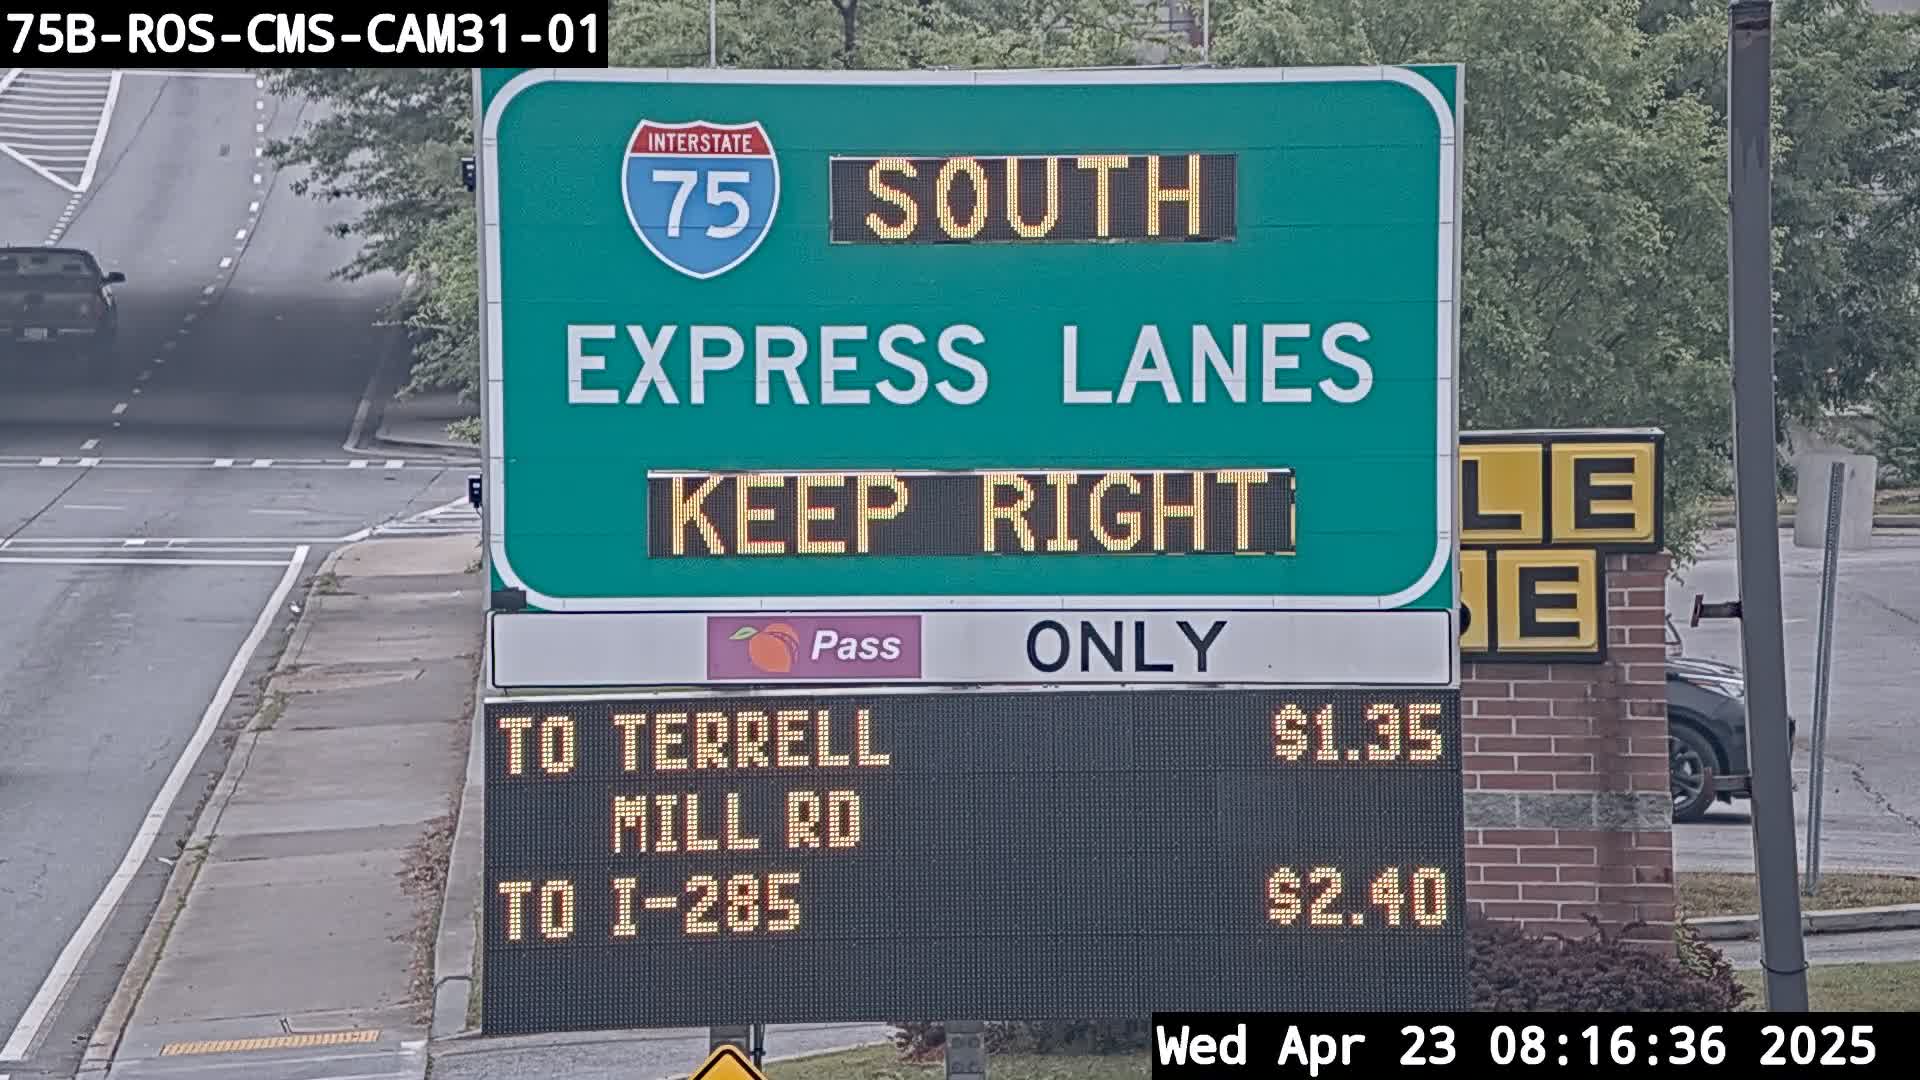 75B-ROS-CMS-CAM31-01
INTERSTATE
75
SOUTH
EXPRESS LANES
KEEP RIGHT
Pass ONLY
TO TERRELL $1.35
MILL RD
TO I-285 $2.40
LE
E
Wed Apr 23 08:16:36 2025